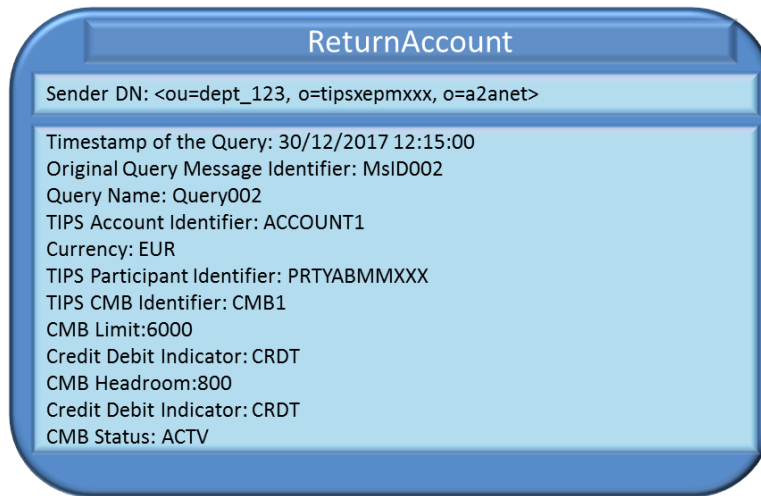 ReturnAccount
Sender DN: <ou=dept_123, o=tipsxepmxxx, o=a2anet>
Timestamp of the Query: 30/12/2017 12:15:00
Original Query Message Identifier: MsID002
Query Name: Query002
TIPS Account Identifier: ACCOUNT1
Currency: EUR
TIPS Participant Identifier: PRTYABMMXXX
TIPS CMB Identifier: CMB1
CMB Limit:6000
Credit Debit Indicator: CRDT
CMB Headroom:800
Credit Debit Indicator: CRDT
CMB Status: ACTV